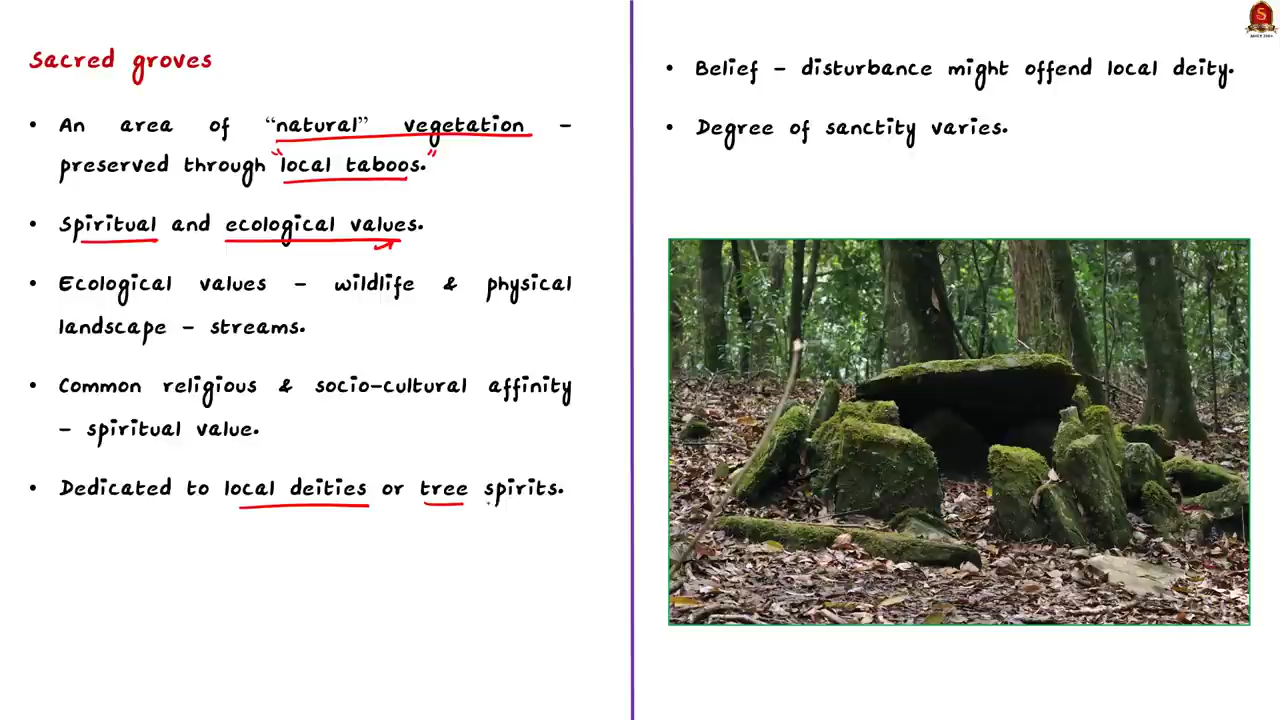 Sacred groves
• An area of “natural” vegetation –
preserved through "local taboos."
• Spiritual and ecological values.
• Ecological values – wildlife & physical
landscape – streams.
• Common religious & socio-cultural affinity
– spiritual value.
• Dedicated to local deities or tree spirits.
• Belief – disturbance might offend local deity.
• Degree of sanctity varies.
S